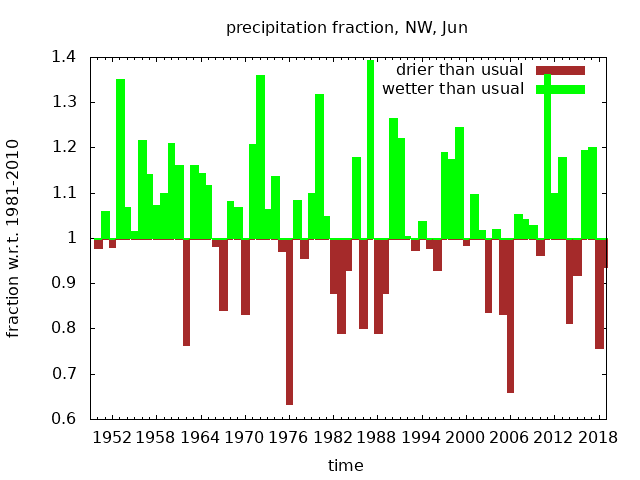 precipitation fraction, NW, Jun
drier than usual
wetter than usual
fraction w.r.t. 1981-2010
1.4
1.3
1.2
1.1
1
0.9
0.8
0.7
0.6
1952 1958 1964 1970 1976 1982 1988 1994 2000 2006 2012 2018
time